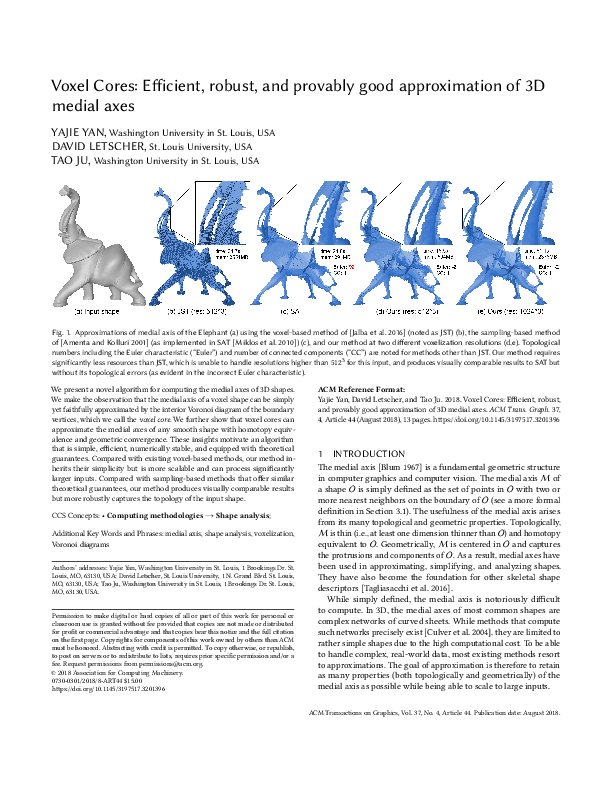 Voxel Cores: Efficient, robust, and provably good approximation of 3D
medial axes
YAJIE YAN, Washington University in St. Louis, USA
DAVID LETSCHER, St. Louis University, USA
TAO JU, Washington University in St. Louis, USA
(a) Input shape
(b) JST (res: 512^3)
(c) SAT
(d) Ours (res: 512^3)
(e) Ours (res: 1024^3)
Fig. 1. Approximations of medial axis of the Elephant (a) using the voxel-based method of [Jalba et al. 2016] (noted as JST) (b), the sampling-based method
of [Amenta and Kolluri 2001] (as implemented in SAT [Miklos et al. 2010]) (c), and our method at two different voxelization resolutions (d,e). Topological
numbers including the Euler characteristic ("Euler") and number of connected components ("CC") are noted for methods other than JST. Our method requires
significantly less resources than JST, which is unable to handle resolutions higher than 512^3 for this input, and produces visually comparable results to SAT but
without its topological errors (as evident in the incorrect Euler characteristic).
We present a novel algorithm for computing the medial axes of 3D shapes.
We make the observation that the medial axis of a voxel shape can be simply
yet faithfully approximated by the interior Voronoi diagram of the boundary
vertices, which we call the voxel core. We further show that voxel cores can
approximate the medial axes of any smooth shape with homotopy equiv-
alence and geometric convergence. These insights motivate an algorithm
that is simple, efficient, numerically stable, and equipped with theoretical
guarantees. Compared with existing voxel-based methods, our method in-
herits their simplicity but is more scalable and can process significantly
larger inputs. Compared with sampling-based methods that offer similar
theoretical guarantees, our method produces visually comparable results
but more robustly captures the topology of the input shape.
CCS Concepts: • Computing methodologies → Shape analysis;
Additional Key Words and Phrases: medial axis, shape analysis, voxelization,
Voronoi diagrams
Authors' addresses: Yajie Yan, Washington University in St. Louis, 1 Brookings Dr. St.
Louis, MO, 63130, USA; David Letscher, St. Louis University, 1 N. Grand Blvd. St. Louis,
MO, 63130, USA; Tao Ju, Washington University in St. Louis, 1 Brookings Dr. St. Louis,
MO, 63130, USA.
Permission to make digital or hard copies of all or part of this work for personal or
classroom use is granted without fee provided that copies are not made or distributed
for profit or commercial advantage and that copies bear this notice and the full citation
on the first page. Copyrights for components of this work owned by others than ACM
must be honored. Abstracting with credit is permitted. To copy otherwise, or republish,
to post on servers or to redistribute to lists, requires prior specific permission and/or a
fee. Request permissions from permissions@acm.org.
© 2018 Association for Computing Machinery.
0730-0301/2018/8-ART44 $15.00
https://doi.org/10.1145/3197517.3201396
ACM Reference Format:
Yajie Yan, David Letscher, and Tao Ju. 2018. Voxel Cores: Efficient, robust,
and provably good approximation of 3D medial axes. ACM Trans. Graph. 37,
4, Article 44 (August 2018), 13 pages. https://doi.org/10.1145/3197517.3201396
1 INTRODUCTION
The medial axis [Blum 1967] is a fundamental geometric structure
in computer graphics and computer vision. The medial axis M of
a shape O is simply defined as the set of points in O with two or
more nearest neighbors on the boundary of O (see a more formal
definition in Section 3.1). The usefulness of the medial axis arises
from its many topological and geometric properties. Topologically,
M is thin (i.e., at least one dimension thinner than O) and homotopy
equivalent to O. Geometrically, M is centered in O and captures
the protrusions and components of O. As a result, medial axes have
been used in approximating, simplifying, and analyzing shapes.
They have also become the foundation for other skeletal shape
descriptors [Tagliasacchi et al. 2016].
While simply defined, the medial axis is notoriously difficult
to compute. In 3D, the medial axes of most common shapes are
complex networks of curved sheets. While methods that compute
such networks precisely exist [Culver et al. 2004], they are limited to
rather simple shapes due to the high computational cost. To be able
to handle complex, real-world data, most existing methods resort
to approximations. The goal of approximation is therefore to retain
as many properties (both topologically and geometrically) of the
medial axis as possible while being able to scale to large inputs.
ACM Transactions on Graphics, Vol. 37, No. 4, Article 44. Publication date: August 2018.